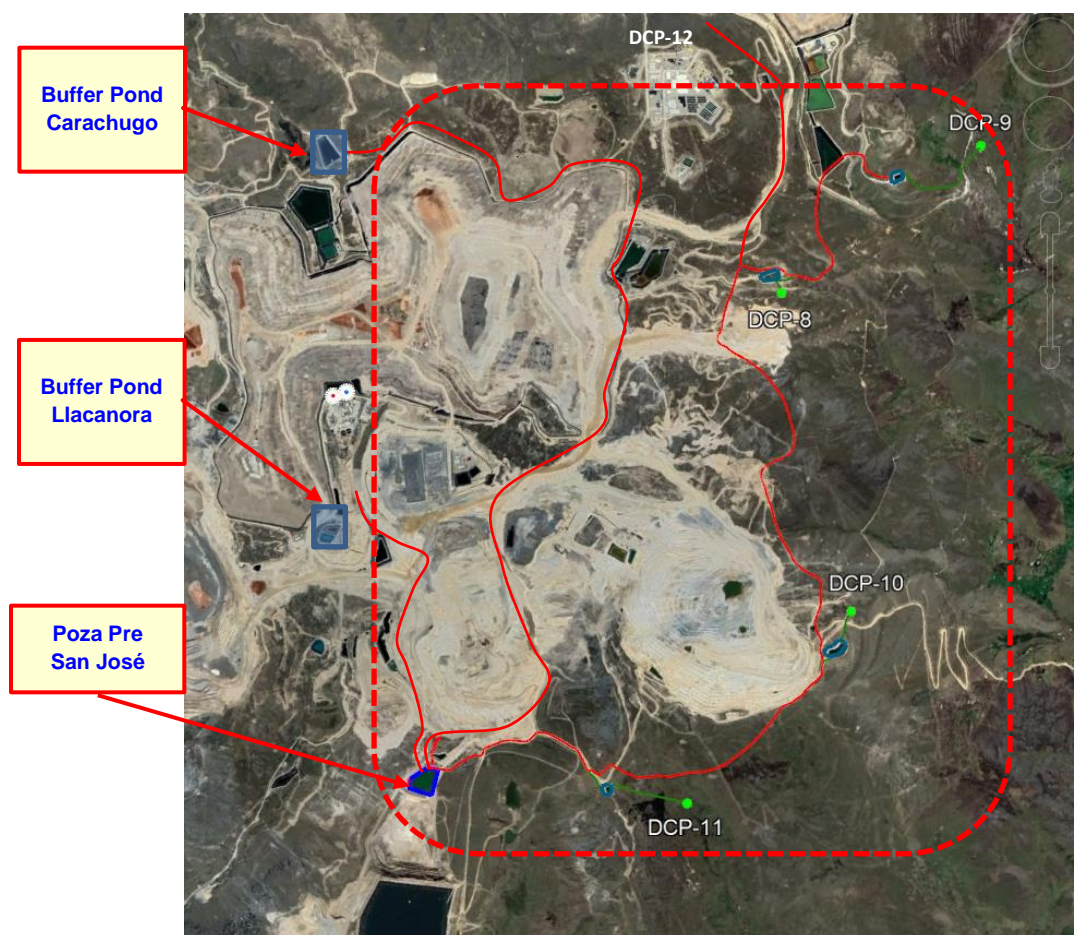 DCP-12
Buffer Pond
Carachugo
DCP-9
DCP-8
Buffer Pond
Llacanora
DCP-10
Poza Pre
San José
DCP-11